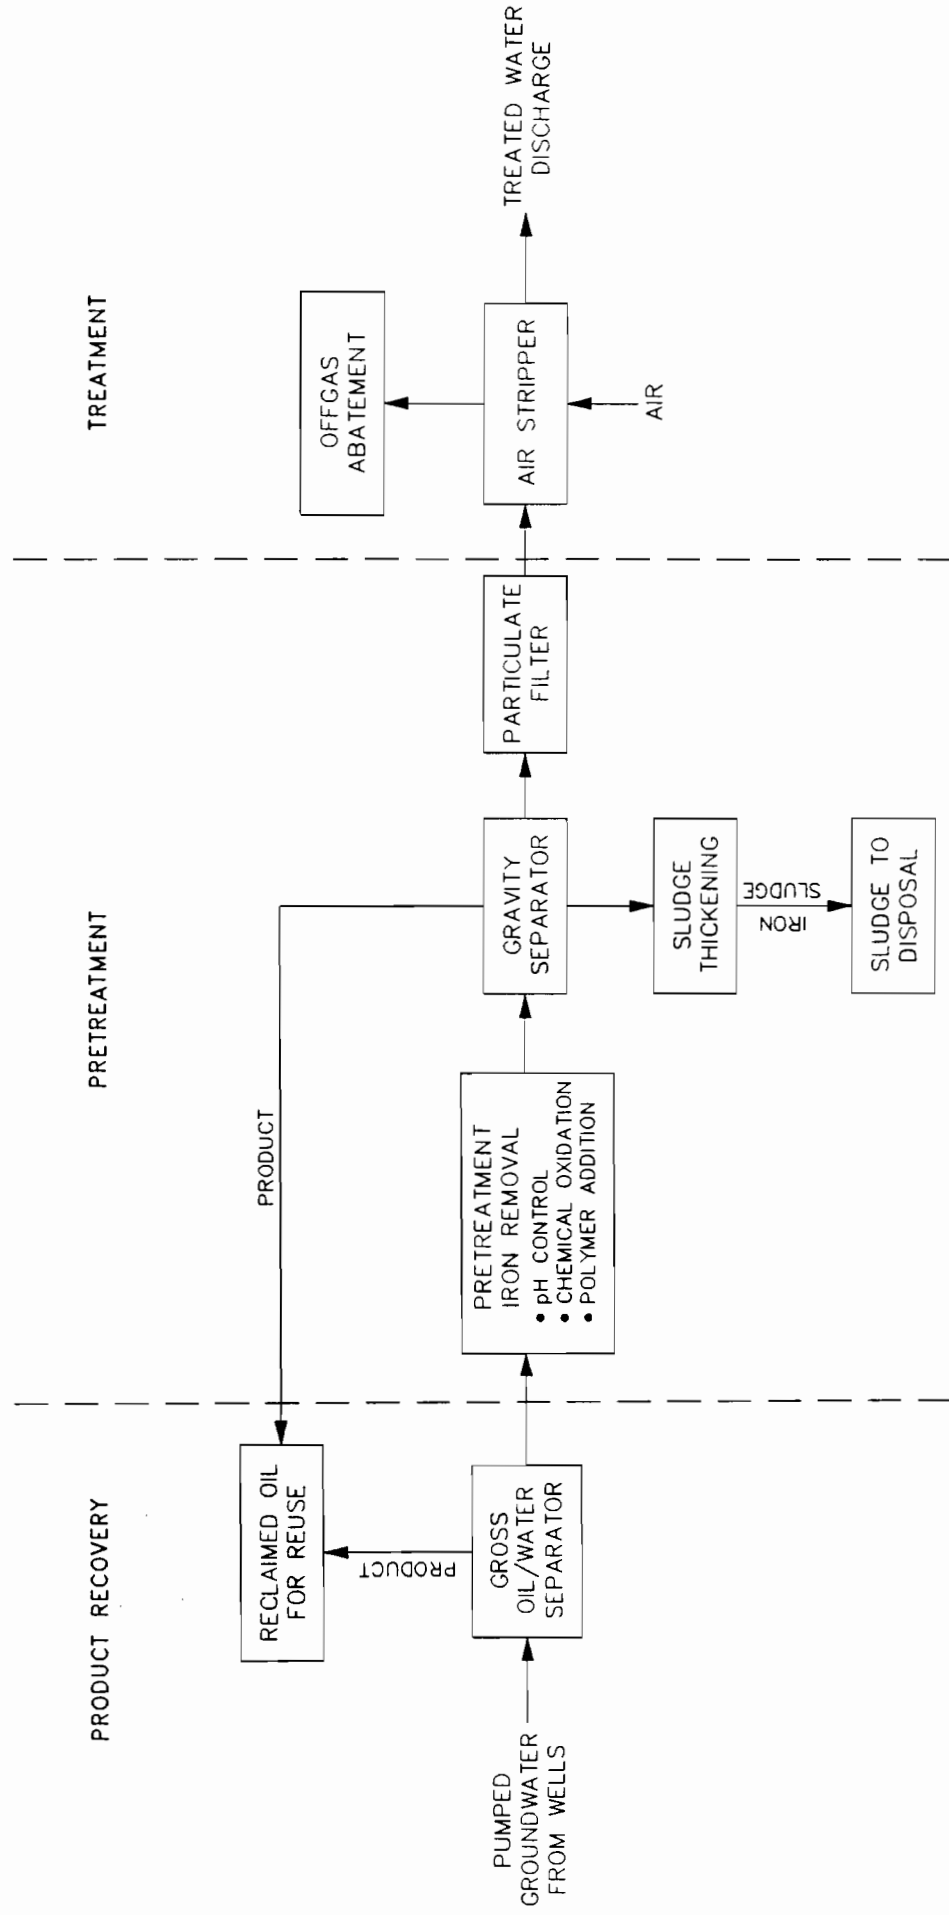 PRODUCT RECOVERY
PRETREATMENT
TREATMENT
RECLAIMED OIL
FOR REUSE
PRODUCT
OFFGAS
ABATEMENT
PRODUCT
PUMPED
GROUNDWATER
FROM WELLS
GROSS
OIL/WATER
SEPARATOR
PRETREATMENT
IRON REMOVAL
• pH CONTROL
• CHEMICAL OXIDATION
• POLYMER ADDITION
GRAVITY
SEPARATOR
PARTICULATE
FILTER
AIR STRIPPER
TREATED WATER
DISCHARGE
AIR
SLUDGE
THICKENING
IRON
SLUDGE
SLUDGE TO
DISPOSAL